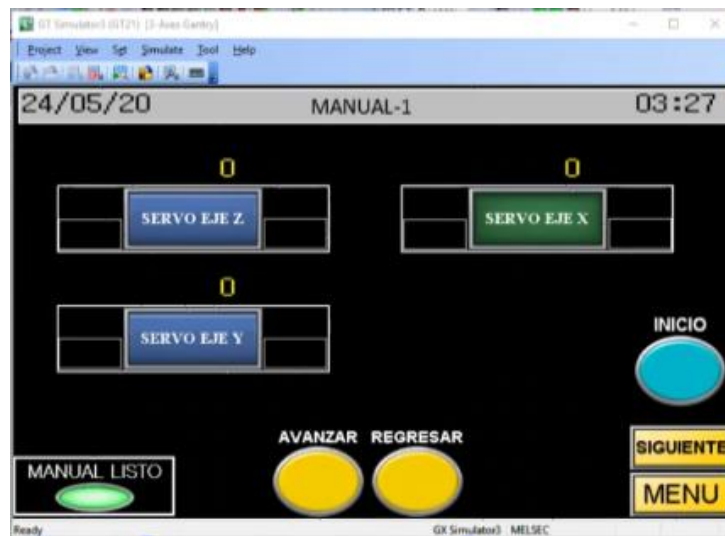 GT Simulator3 (GT21) [3-Axes Gantry]
Project View Set Simulate Tool Help
24/05/20 MANUAL-1 03:27
0 0
SERVO EJE Z SERVO EJE X
0
SERVO EJE Y
INICIO
AVANZAR REGRESAR
SIGUIENTE
MANUAL LISTO
MENU
Ready GX Simulator3 MELSEC